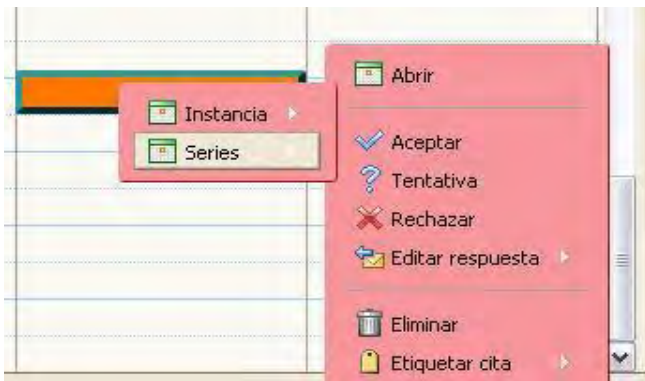 Instancia
Series
Abrir
Aceptar
Tentativa
Rechazar
Editar respuesta
Eliminar
Etiquetar cita